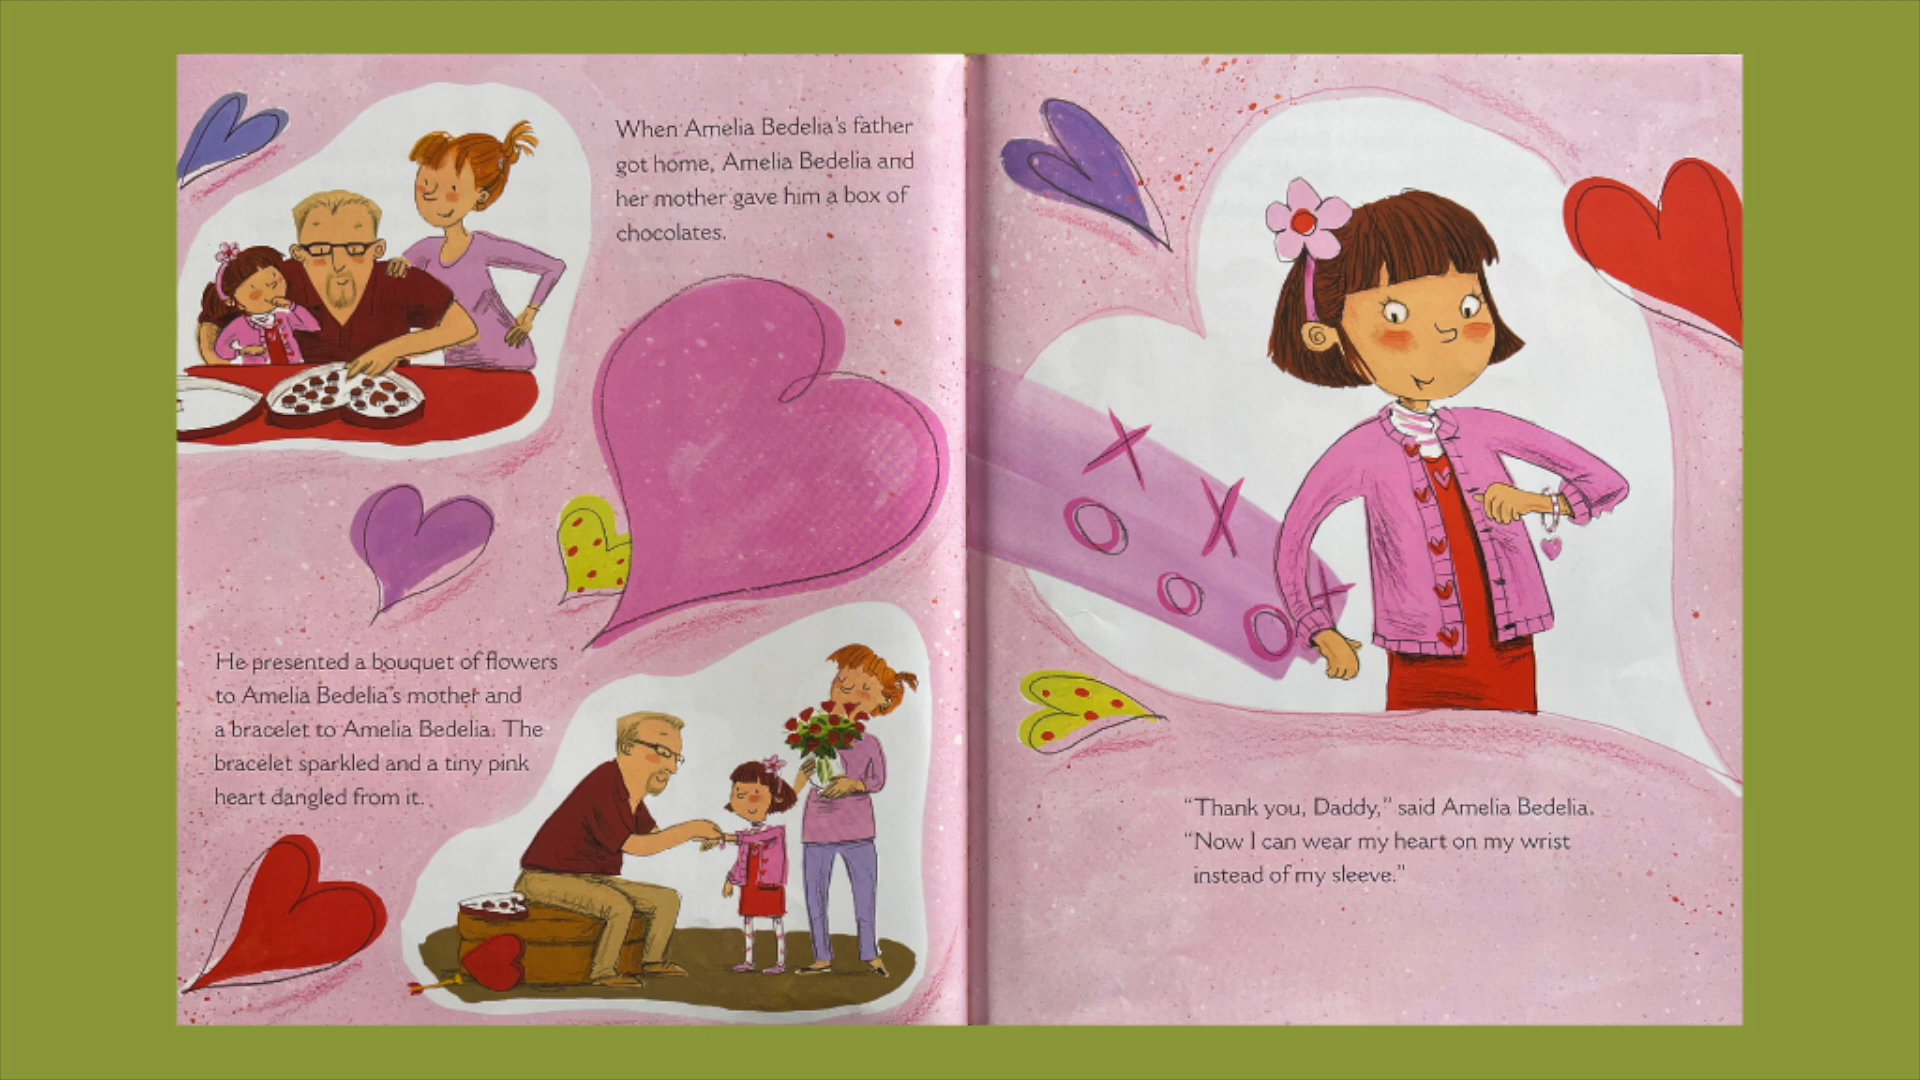 When Amelia Bedelia's father
got home, Amelia Bedelia and
her mother gave him a box of
chocolates.
He presented a bouquet of flowers
to Amelia Bedelia's mother and
a bracelet to Amelia Bedelia. The
bracelet sparkled and a tiny pink
heart dangled from it.
X X X
O O O
“Thank you, Daddy,” said Amelia Bedelia.
“Now I can wear my heart on my wrist
instead of my sleeve.”